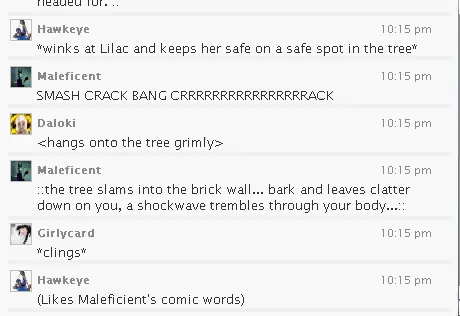 headed for. ..
Hawkeye 10:15 pm
*winks at Lilac and keeps her safe on a safe spot in the tree*
Maleficent 10:15 pm
SMASH CRACK BANG CRRRRRRRRRRRRRRRRACK
Daloki 10:15 pm
<hangs onto the tree grimly>
Maleficent 10:15 pm
::the tree slams into the brick wall... bark and leaves clatter
down on you, a shockwave trembles through your body...::
Girlycard 10:15 pm
*clings*
Hawkeye 10:15 pm
(Likes Maleficient's comic words)